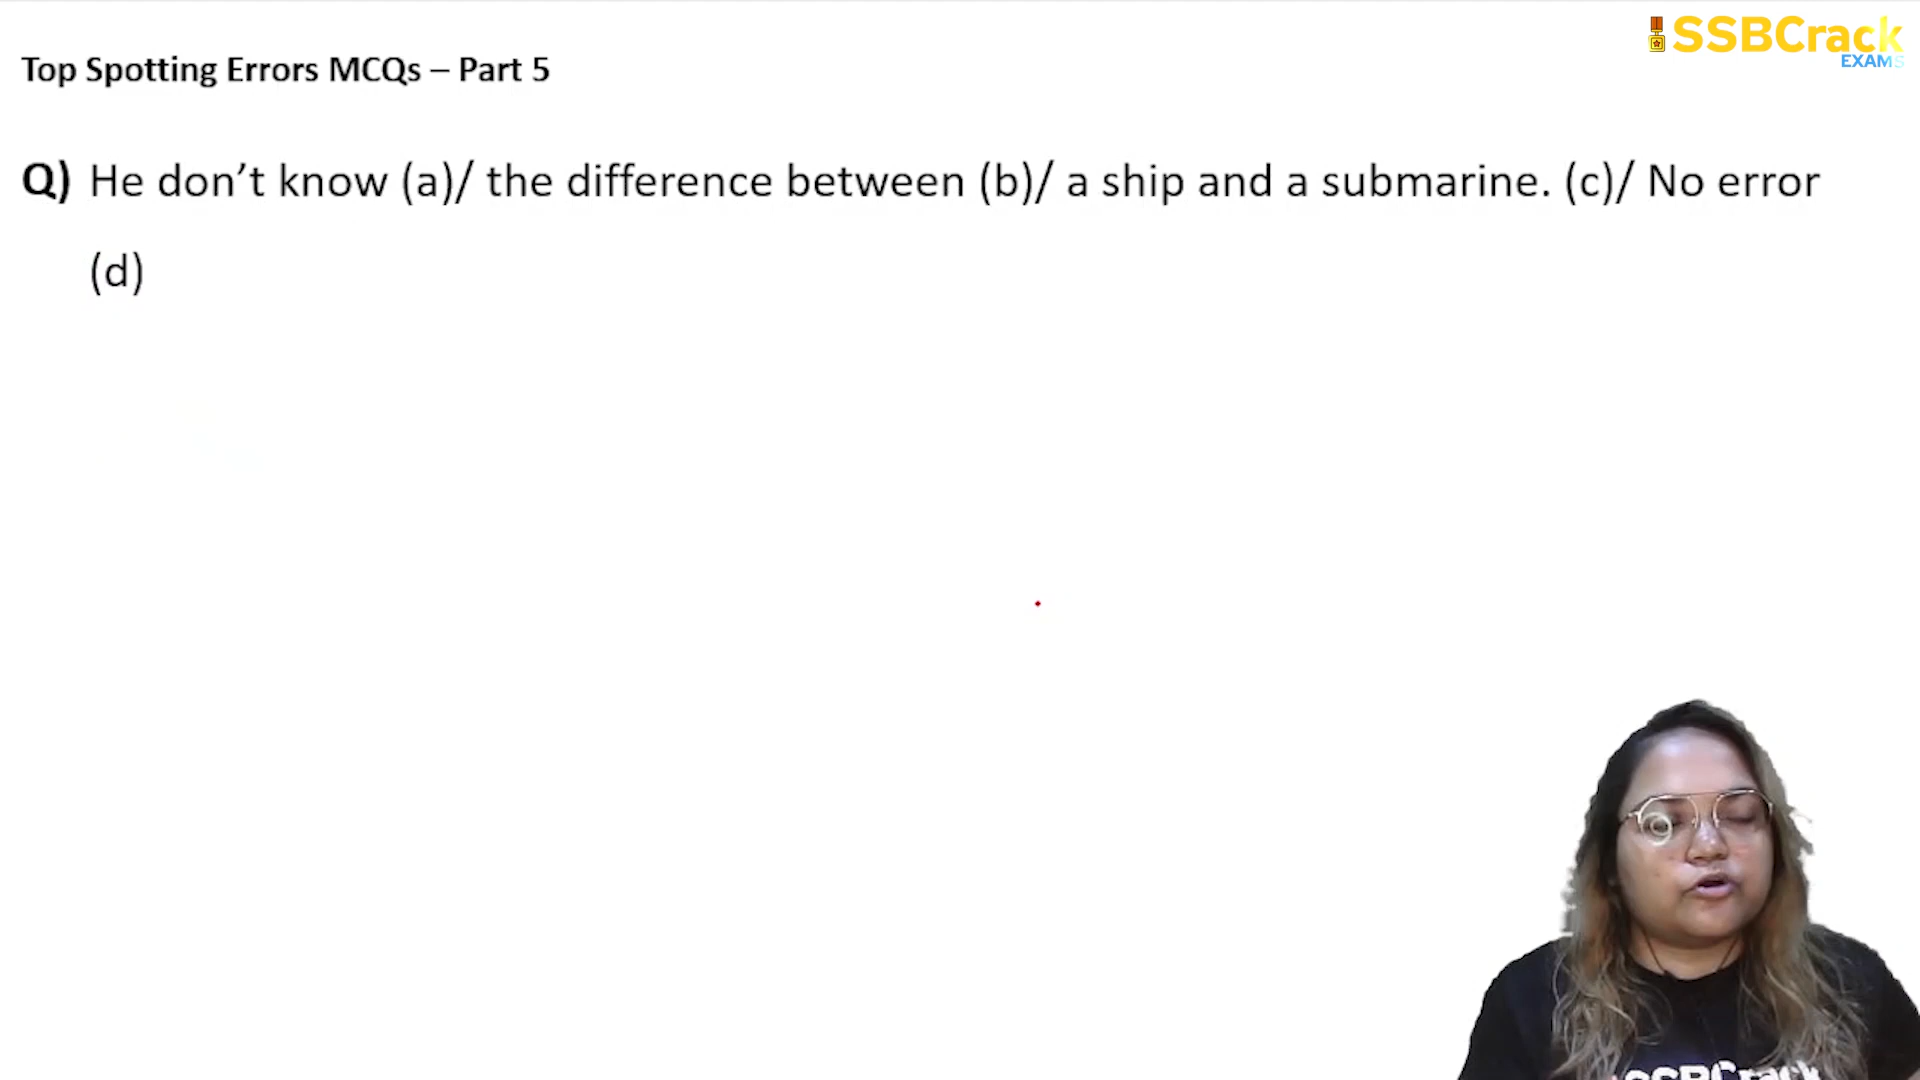 SSBCrack
EXAMS
Top Spotting Errors MCQs – Part 5
Q) He don’t know (a)/ the difference between (b)/ a ship and a submarine. (c)/ No error
(d)
SSBCrack